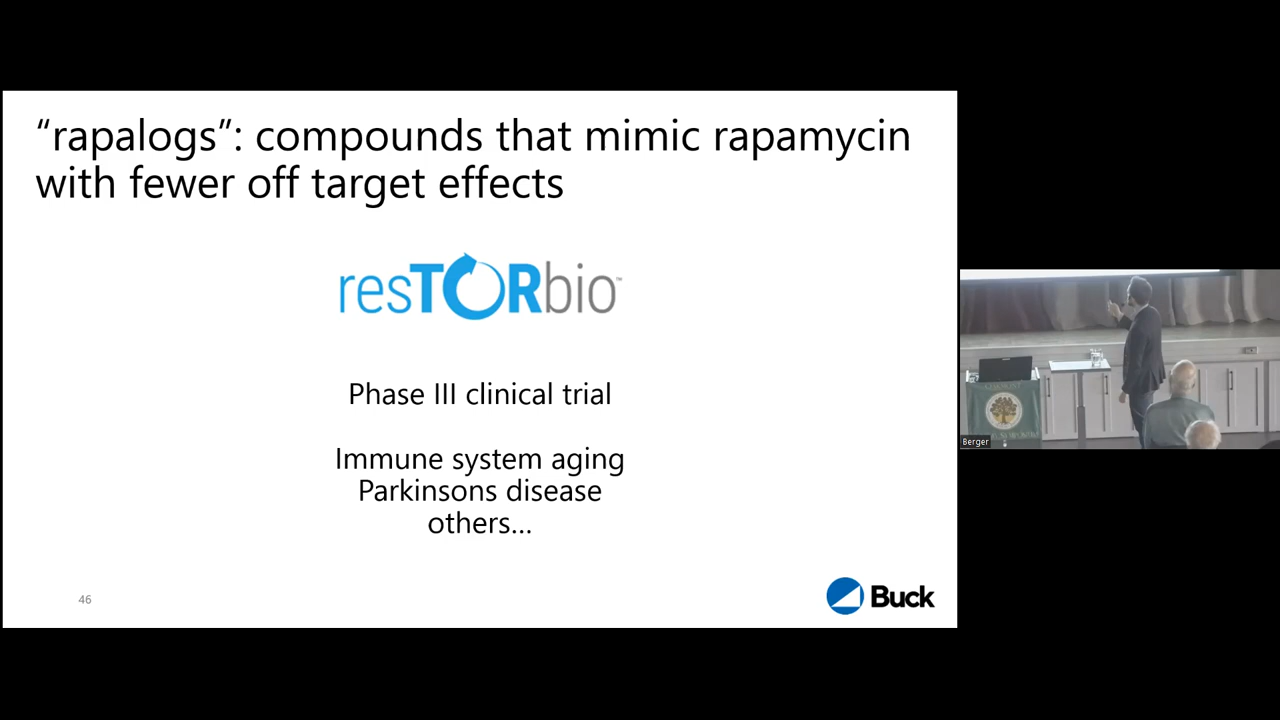 “rapalogs”: compounds that mimic rapamycin
with fewer off target effects
resTORbio™
Phase III clinical trial
Immune system aging
Parkinsons disease
others...
46
Buck
Berger